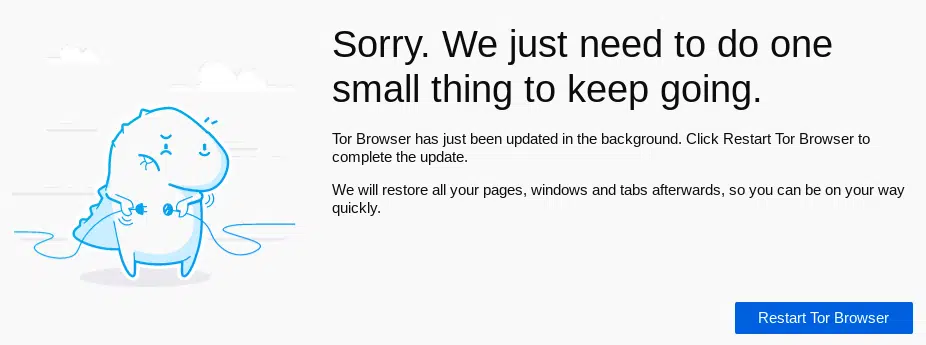 Sorry. We just need to do one
small thing to keep going.
Tor Browser has just been updated in the background. Click Restart Tor Browser to
complete the update.
We will restore all your pages, windows and tabs afterwards, so you can be on your way
quickly.
Restart Tor Browser